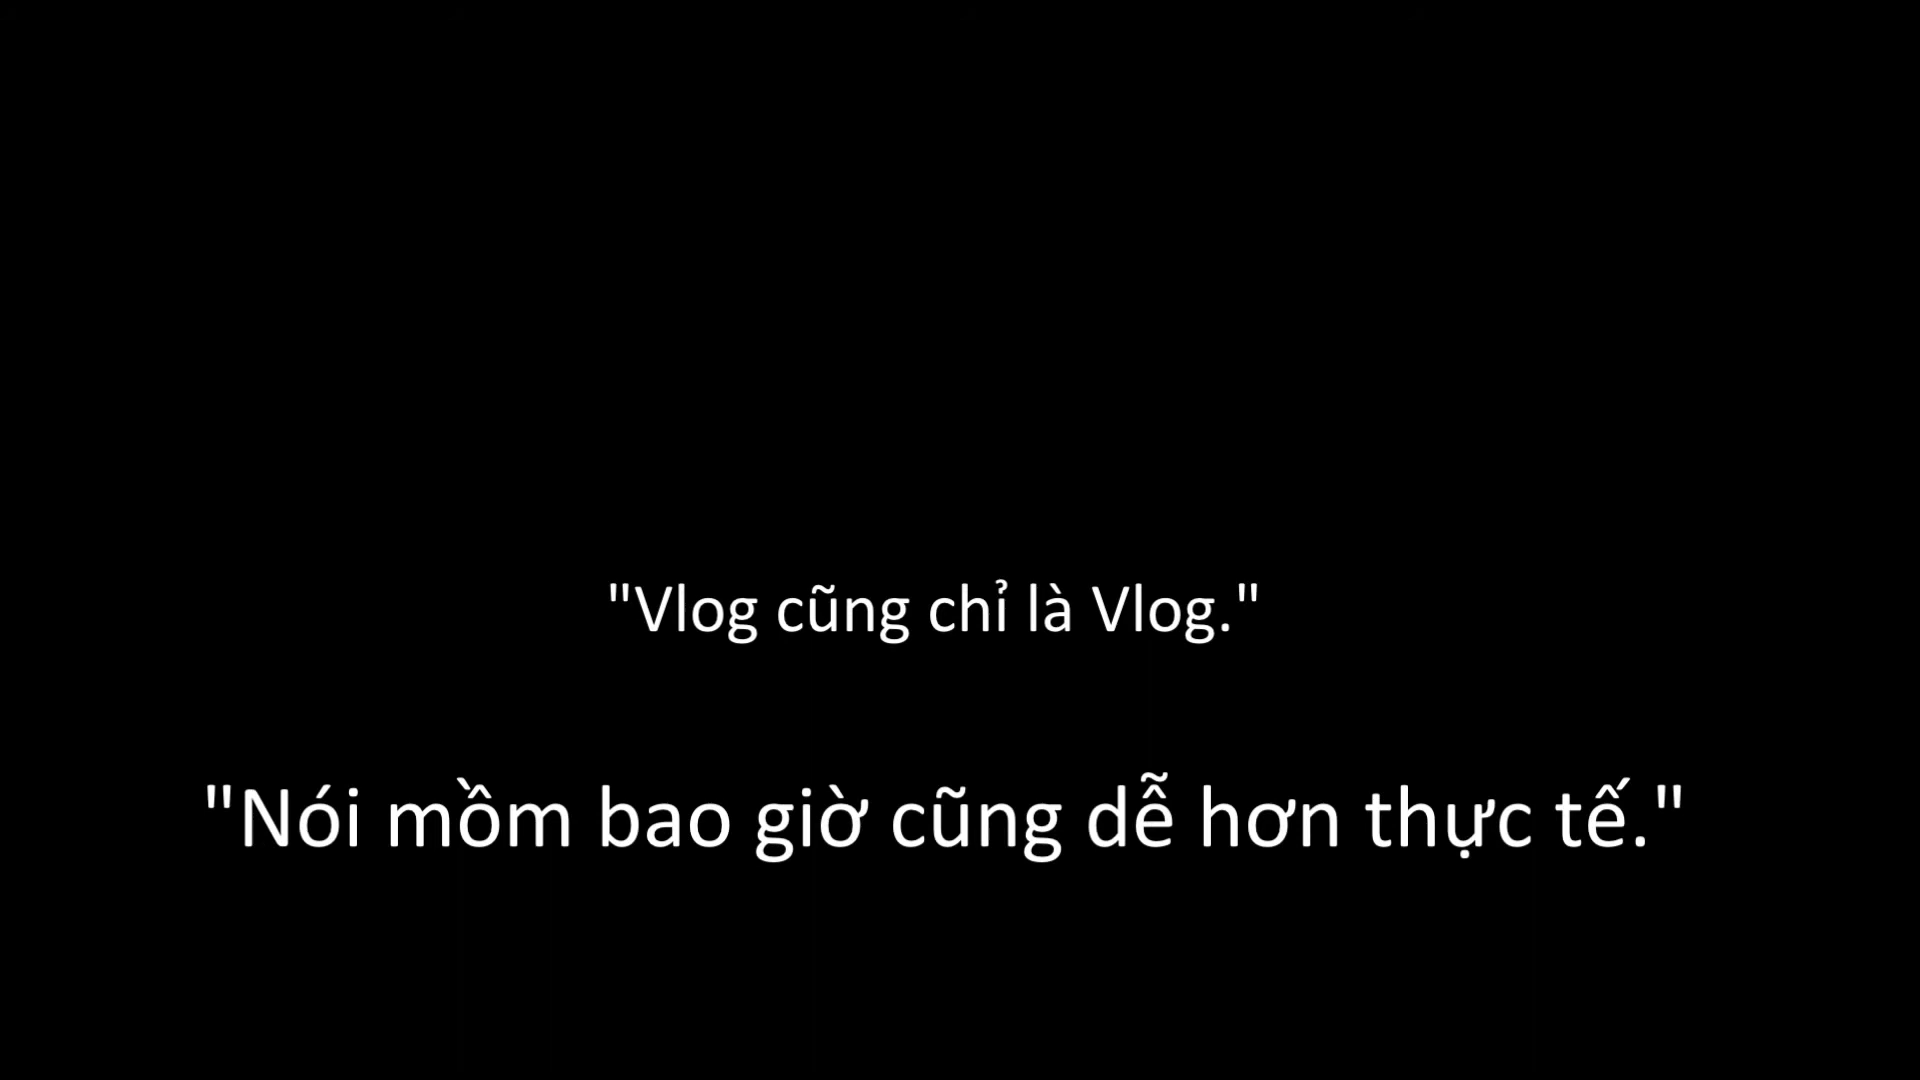 "Vlog cũng chỉ là Vlog."
"Nói mồm bao giờ cũng dễ hơn thực tế."